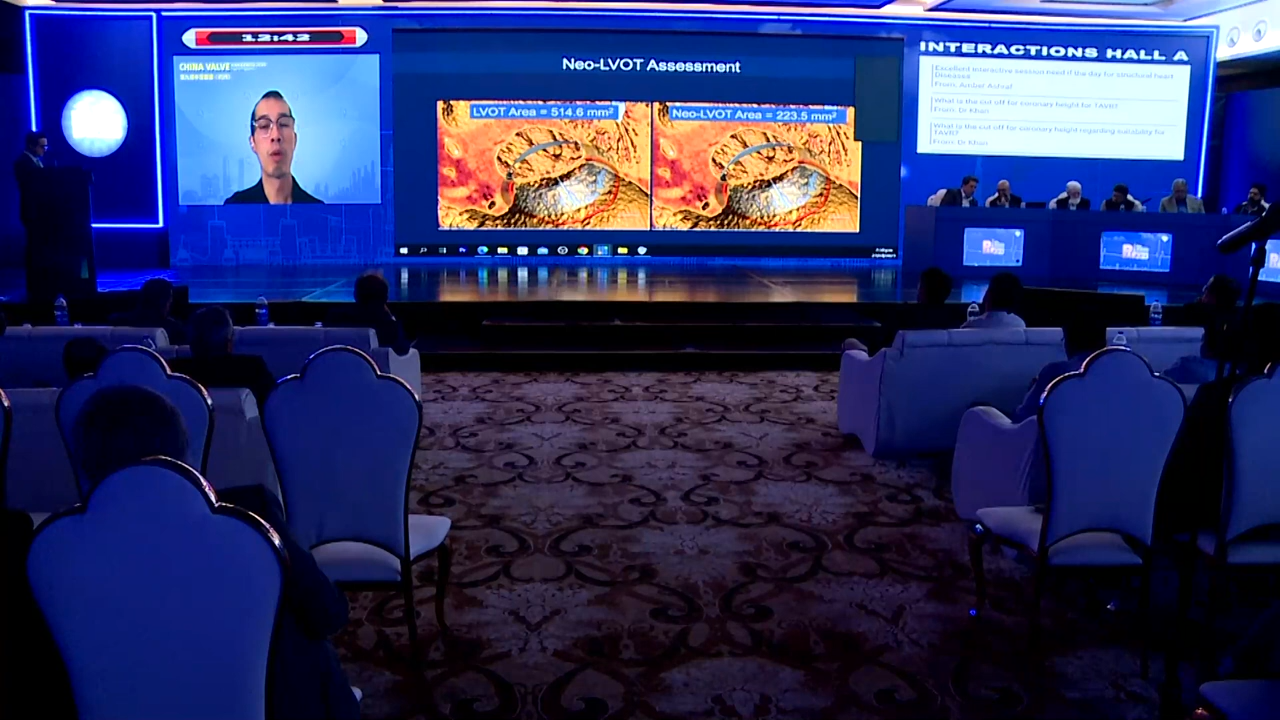 12:42
CHINA VALVE
Neo-LVOT Assessment
LVOT Area = 514.6 mm²
Neo-LVOT Area = 223.5 mm²
INTERACTIONS HALL A
Excellent interactive session need if the day for structural heart
Diseases
From: Amber Ashraf
What is the cut off for coronary height for TAVR?
From: Dr Khan
What is the cut off for coronary height regarding suitability for
TAVR?
From: Dr Khan